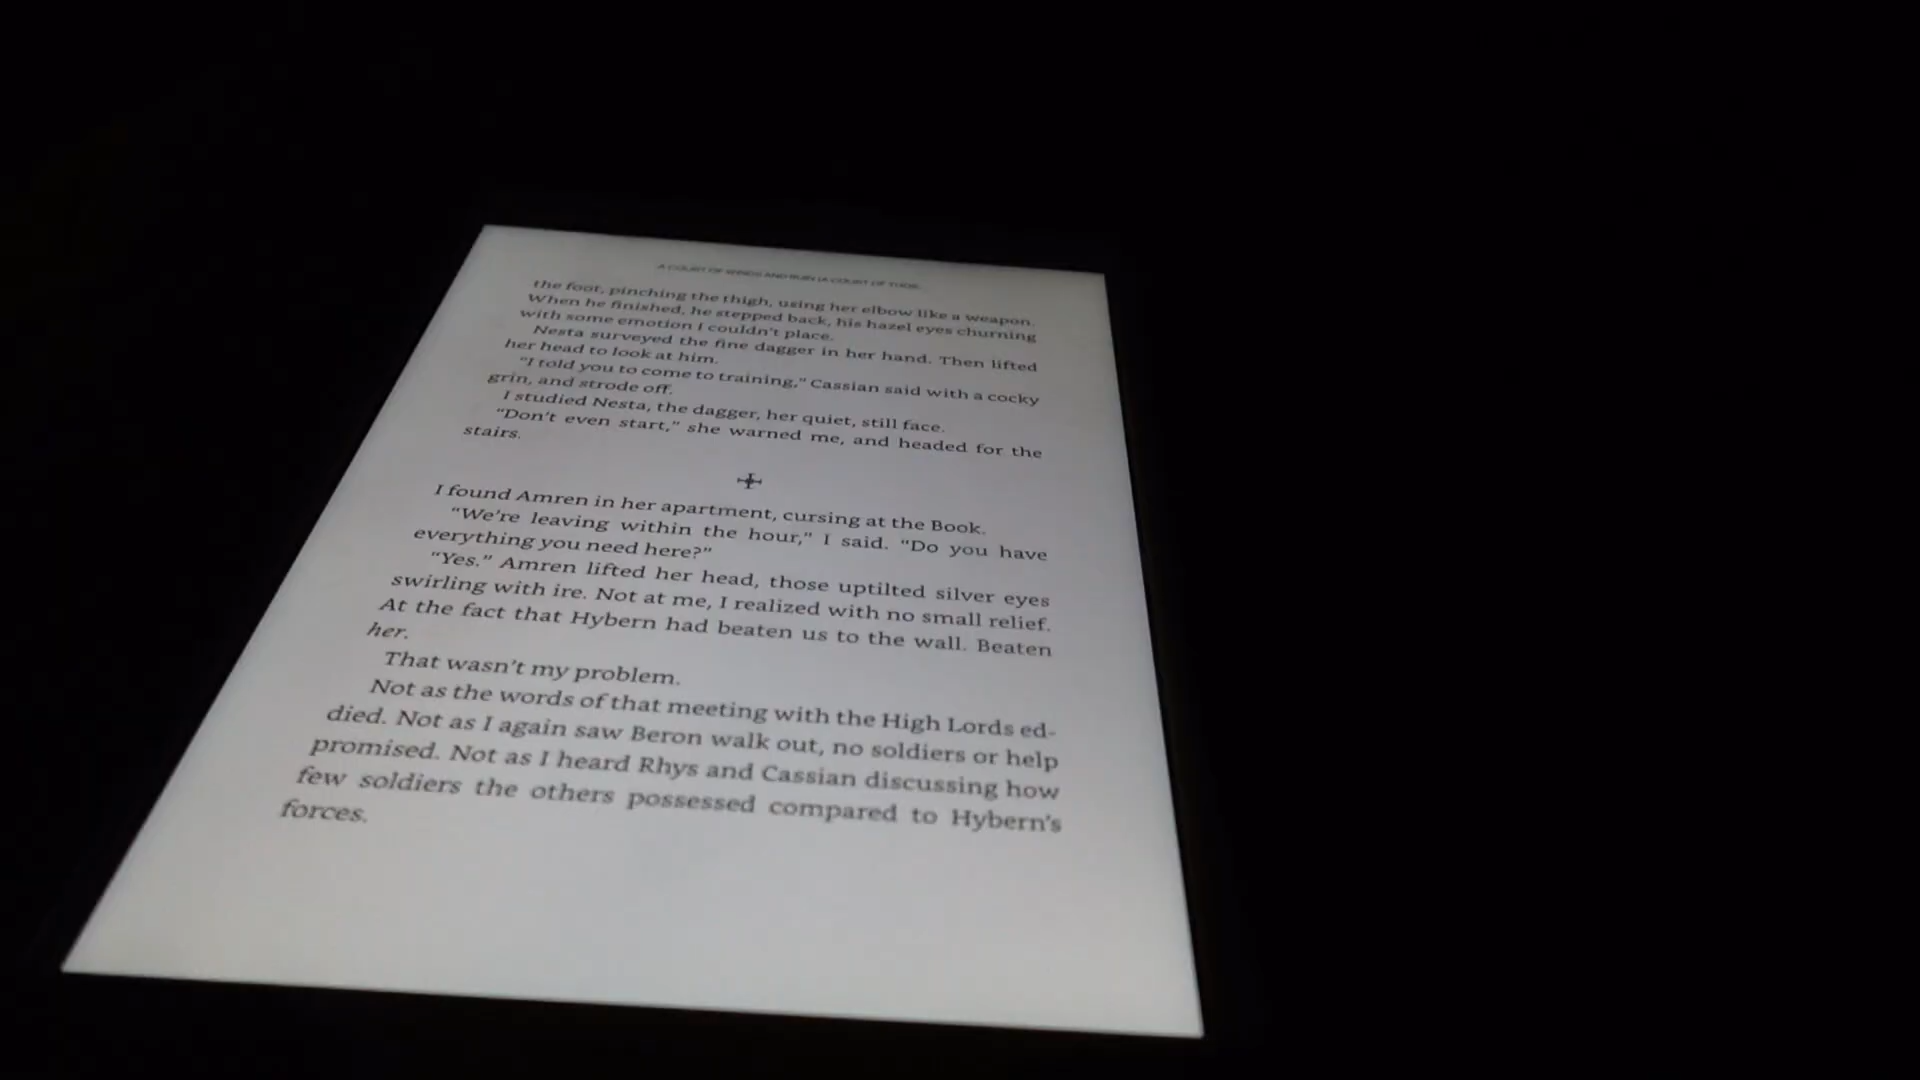 A COURT OF WINGS AND RUIN (A COURT OF THOR...
the foot, pinching the thigh, using her elbow like a weapon.
When he finished, he stepped back, his hazel eyes churning
with some emotion I couldn't place.
Nesta surveyed the fine dagger in her hand. Then lifted
her head to look at him.
“I told you to come to training,” Cassian said with a cocky
grin, and strode off.
I studied Nesta, the dagger, her quiet, still face.
“Don't even start,” she warned me, and headed for the
stairs.
I found Amren in her apartment, cursing at the Book.
“We're leaving within the hour,” I said. “Do you have
everything you need here?”
“Yes.” Amren lifted her head, those uptilted silver eyes
swirling with ire. Not at me, I realized with no small relief.
At the fact that Hybern had beaten us to the wall. Beaten
her.
That wasn't my problem.
Not as the words of that meeting with the High Lords ed-
died. Not as I again saw Beron walk out, no soldiers or help
promised. Not as I heard Rhys and Cassian discussing how
few soldiers the others possessed compared to Hybern's
forces.